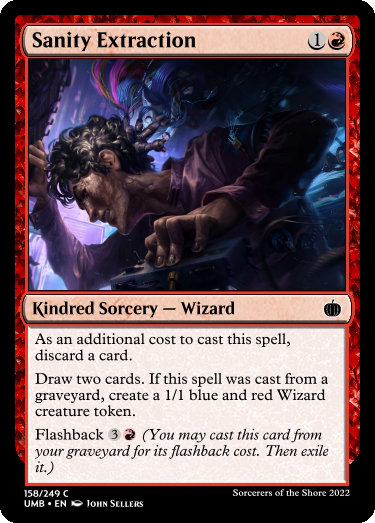 Sanity Extraction 1
Kindred Sorcery — Wizard
As an additional cost to cast this spell,
discard a card.
Draw two cards. If this spell was cast from a
graveyard, create a 1/1 blue and red Wizard
creature token.
Flashback 3 (You may cast this card from
your graveyard for its flashback cost. Then exile
it.)
158/249 C
UMB • EN JOHN SELLERS
Sorcerers of the Shore 2022